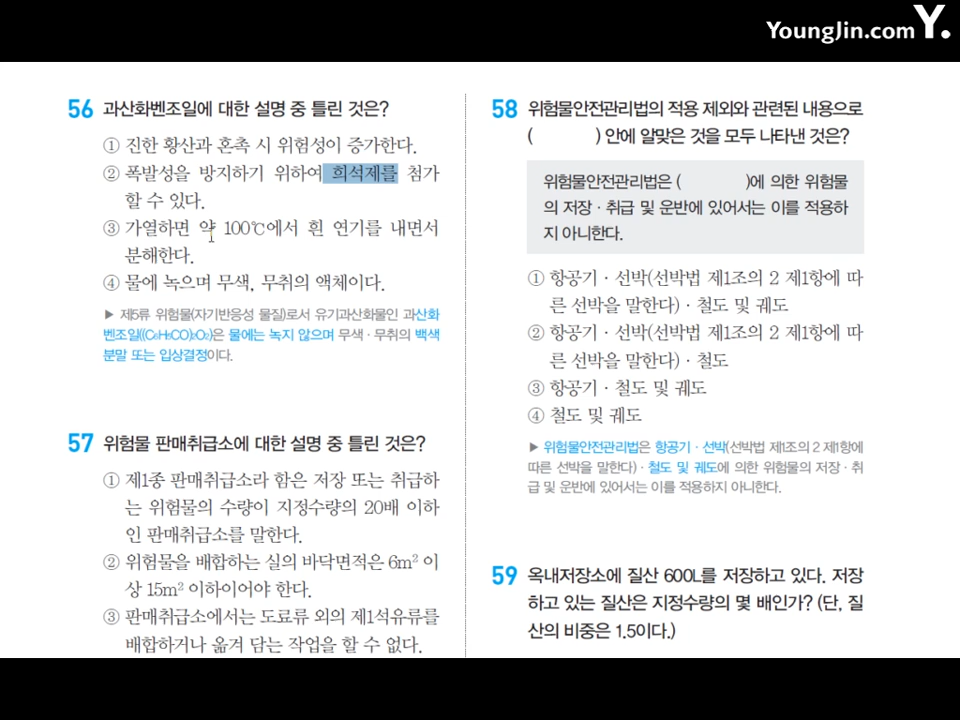 YoungJin.com Y.
56 과산화벤조일에 대한 설명 중 틀린 것은?
① 진한 황산과 혼촉 시 위험성이 증가한다.
② 폭발성을 방지하기 위하여 희석제를 첨가
할 수 있다.
③ 가열하면 약 100℃에서 흰 연기를 내면서
분해한다.
④ 물에 녹으며 무색, 무취의 액체이다.
▶ 제5류 위험물(자기반응성 물질)로서 유기과산화물인 과산화
벤조일((C₆H₅CO)₂O₂)은 물에는 녹지 않으며 무색·무취의 백색
분말 또는 입상결정이다.
57 위험물 판매취급소에 대한 설명 중 틀린 것은?
① 제1종 판매취급소라 함은 저장 또는 취급하
는 위험물의 수량이 지정수량의 20배 이하
인 판매취급소를 말한다.
② 위험물을 배합하는 실의 바닥면적은 6m² 이
상 15m² 이하이어야 한다.
③ 판매취급소에서는 도료류 외의 제1석유류를
배합하거나 옮겨 담는 작업을 할 수 없다.
58 위험물안전관리법의 적용 제외와 관련된 내용으로
( ) 안에 알맞은 것을 모두 나타낸 것은?
위험물안전관리법은 ( )에 의한 위험물
의 저장·취급 및 운반에 있어서는 이를 적용하
지 아니한다.
① 항공기·선박(선박법 제1조의 2 제1항에 따
른 선박을 말한다)·철도 및 궤도
② 항공기·선박(선박법 제1조의 2 제1항에 따
른 선박을 말한다)·철도
③ 항공기·철도 및 궤도
④ 철도 및 궤도
▶ 위험물안전관리법은 항공기·선박(선박법 제1조의 2 제1항에
따른 선박을 말한다)·철도 및 궤도에 의한 위험물의 저장·취
급 및 운반에 있어서는 이를 적용하지 아니한다.
59 옥내저장소에 질산 600L를 저장하고 있다. 저장
하고 있는 질산은 지정수량의 몇 배인가? (단, 질
산의 비중은 1.5이다.)